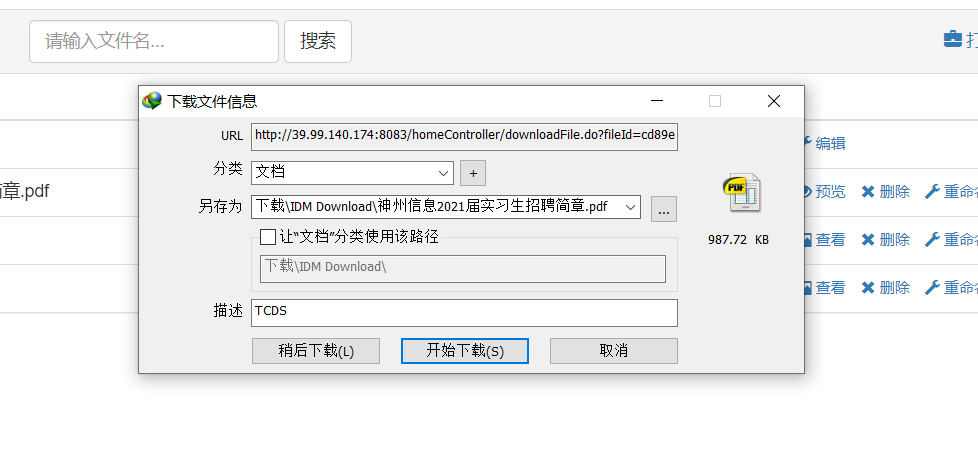 请输入文件名...
搜索
打
下载文件信息
URL
http://39.99.140.174:8083/homeController/downloadFile.do?fileId=cd89e
编辑
分类
文档
+
章.pdf
预览
删除
重命名
PDF
另存为
下载\IDM Download\神州信息2021届实习生招聘简章.pdf
...
让“文档”分类使用该路径
987.72 KB
查看
删除
重命名
下载\IDM Download\
查看
删除
重命名
描述
TCDS
稍后下载(L)
开始下载(S)
取消